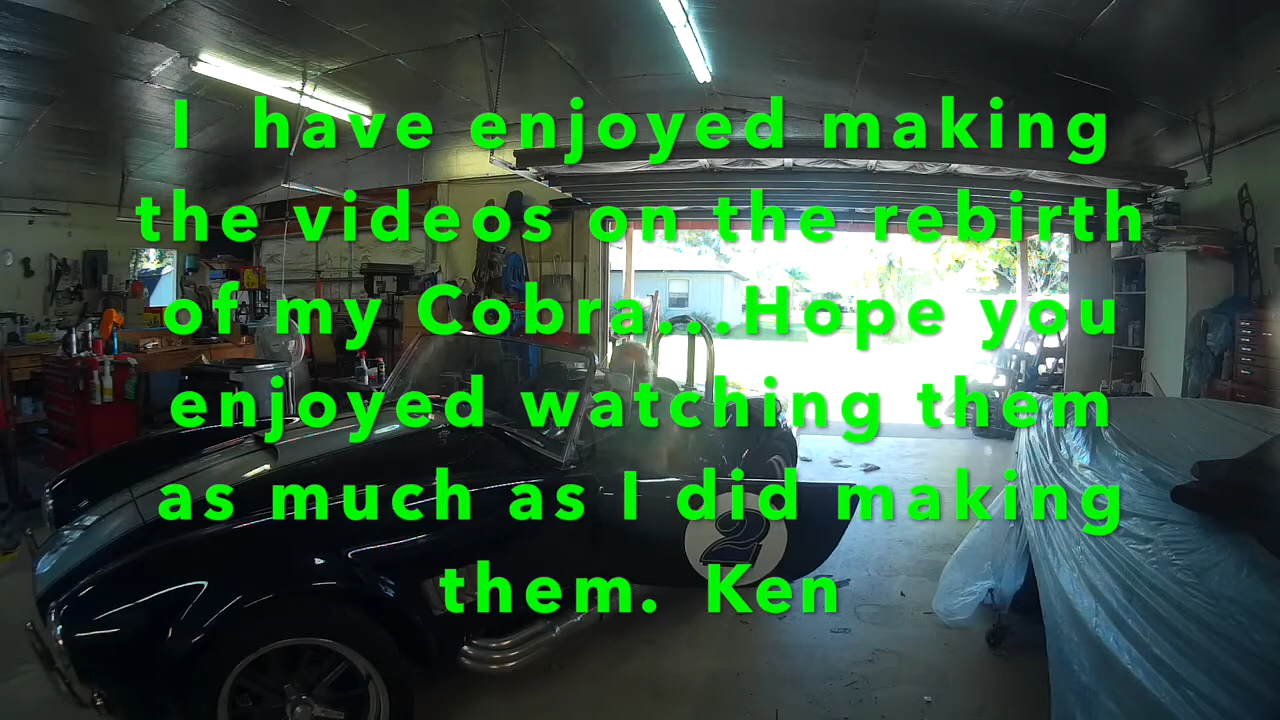 I have enjoyed making
the videos on the rebirth
of my Cobra...Hope you
enjoyed watching them
as much as I did making
them. Ken
2